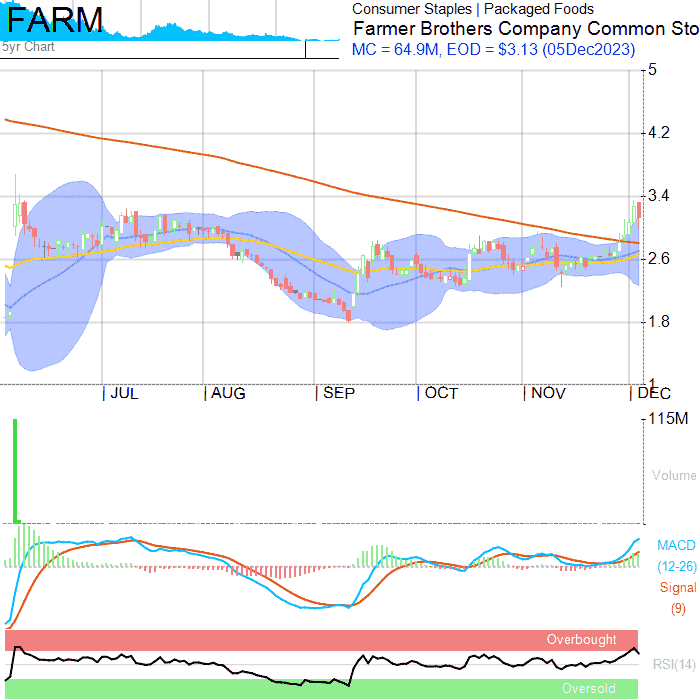 FARM
5yr Chart
Consumer Staples | Packaged Foods
Farmer Brothers Company Common Sto
MC = 64.9M, EOD = $3.13 (05Dec2023)
5
4.2
3.4
2.6
1.8
1
JUL
AUG
SEP
OCT
NOV
DEC
115M
Volume
MACD
(12-26)
Signal
(9)
Overbought
RSI(14)
Oversold